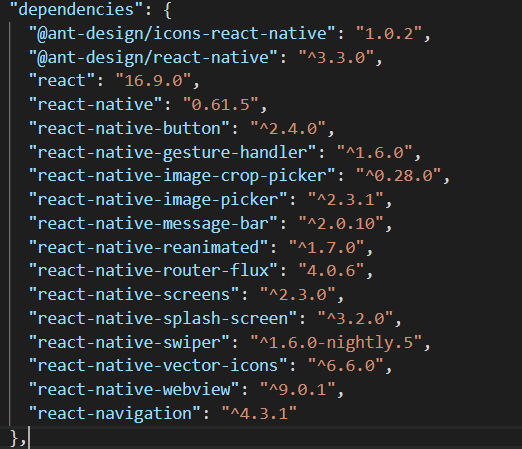 "dependencies": {
"@ant-design/icons-react-native": "1.0.2",
"@ant-design/react-native": "^3.3.0",
"react": "16.9.0",
"react-native": "0.61.5",
"react-native-button": "^2.4.0",
"react-native-gesture-handler": "^1.6.0",
"react-native-image-crop-picker": "^0.28.0",
"react-native-image-picker": "^2.3.1",
"react-native-message-bar": "^2.0.10",
"react-native-reanimated": "^1.7.0",
"react-native-router-flux": "4.0.6",
"react-native-screens": "^2.3.0",
"react-native-splash-screen": "^3.2.0",
"react-native-swiper": "^1.6.0-nightly.5",
"react-native-vector-icons": "^6.6.0",
"react-native-webview": "^9.0.1",
"react-navigation": "^4.3.1"
},